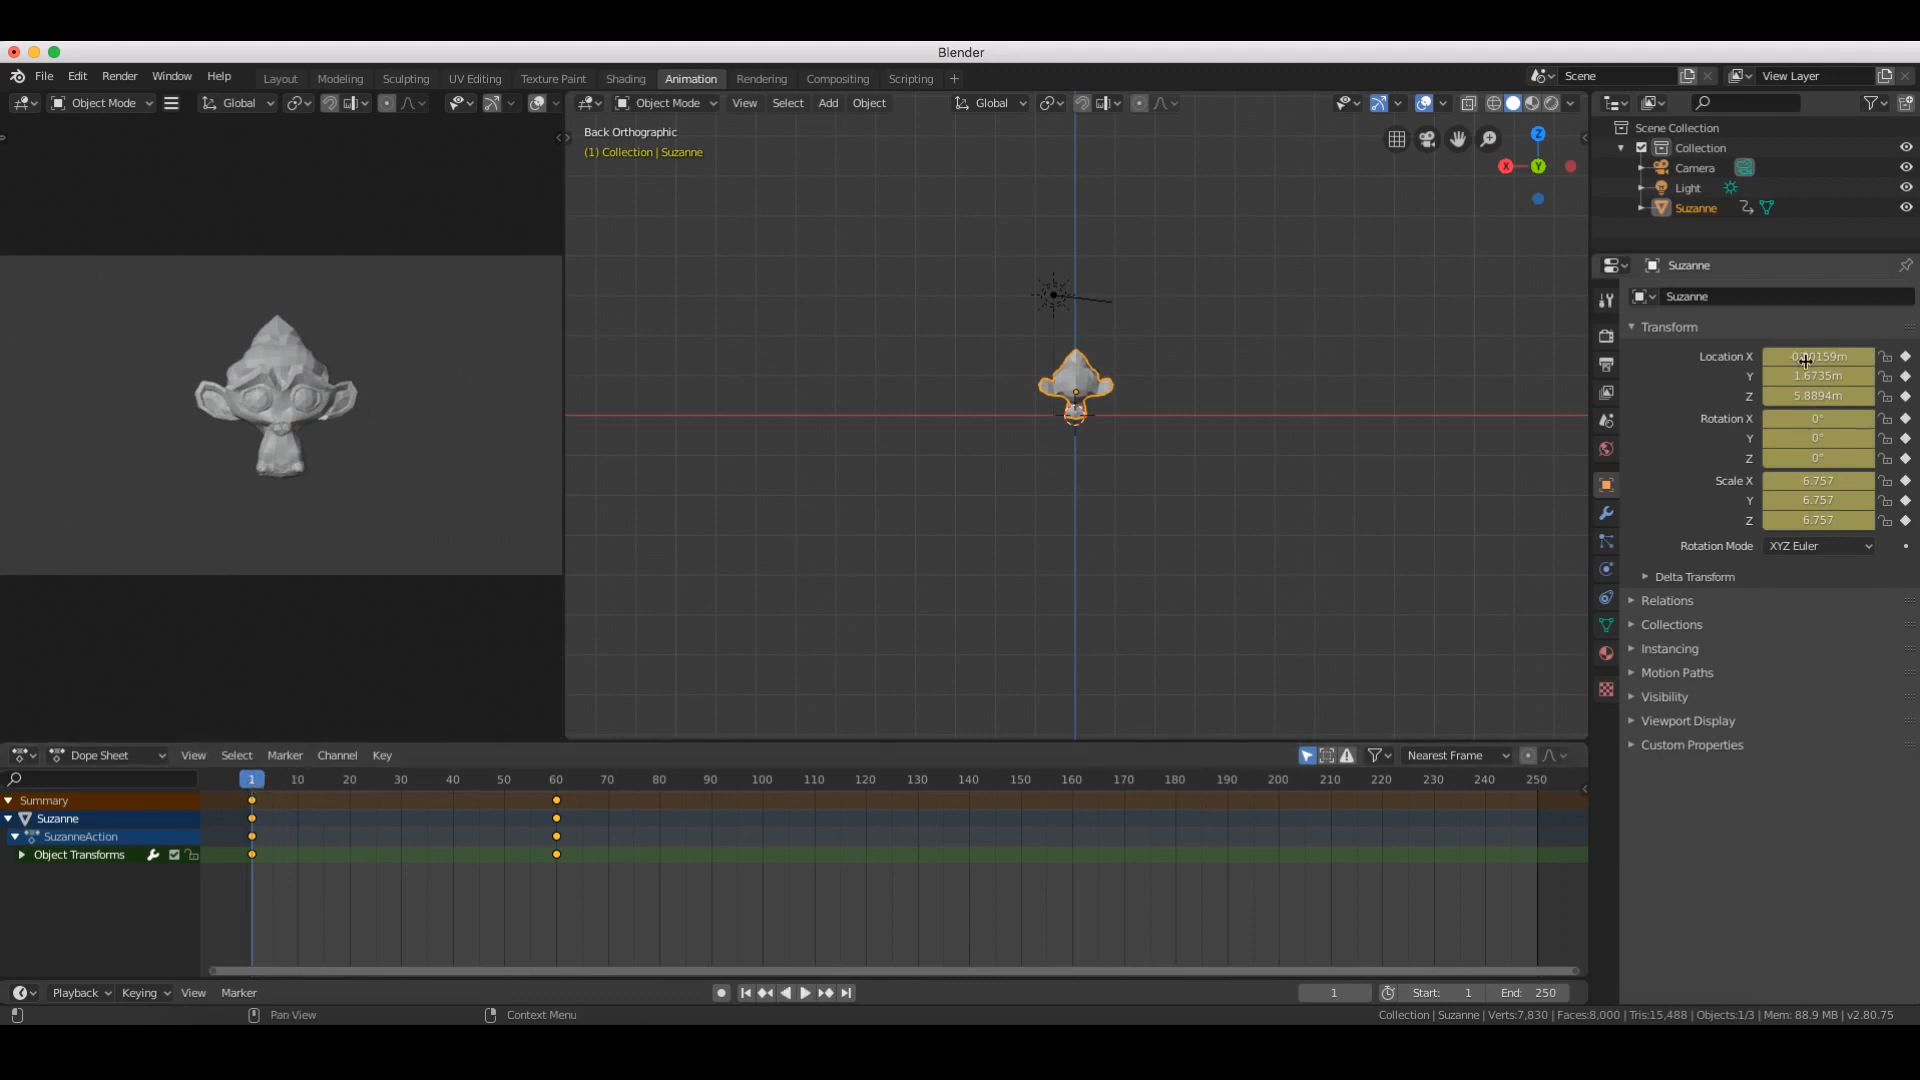 Blender
File Edit Render Window Help Layout Modeling Sculpting UV Editing Texture Paint Shading Animation Rendering Compositing Scripting + Scene View Layer
Object Mode Global Object Mode View Select Add Object Global
Back Orthographic
(1) Collection | Suzanne
Z
X Y
Scene Collection
Collection
Camera
Light
Suzanne
Suzanne
Suzanne
Transform
Location X
Y 1.6735m
Z 5.8894m
Rotation X 0°
Y 0°
Z 0°
Scale X 6.757
Y 6.757
Z 6.757
Rotation Mode XYZ Euler
Delta Transform
Relations
Collections
Instancing
Motion Paths
Visibility
Viewport Display
Custom Properties
Dope Sheet View Select Marker Channel Key Nearest Frame
1 10 20 30 40 50 60 70 80 90 100 110 120 130 140 150 160 170 180 190 200 210 220 230 240 250
Summary
Suzanne
SuzanneAction
Object Transforms
Playback Keying View Marker 1 Start: 1 End: 250
Pan View Context Menu Collection | Suzanne | Verts:7,830 | Faces:8,000 | Tris:15,488 | Objects:1/3 | Mem: 88.9 MB | v2.80.75